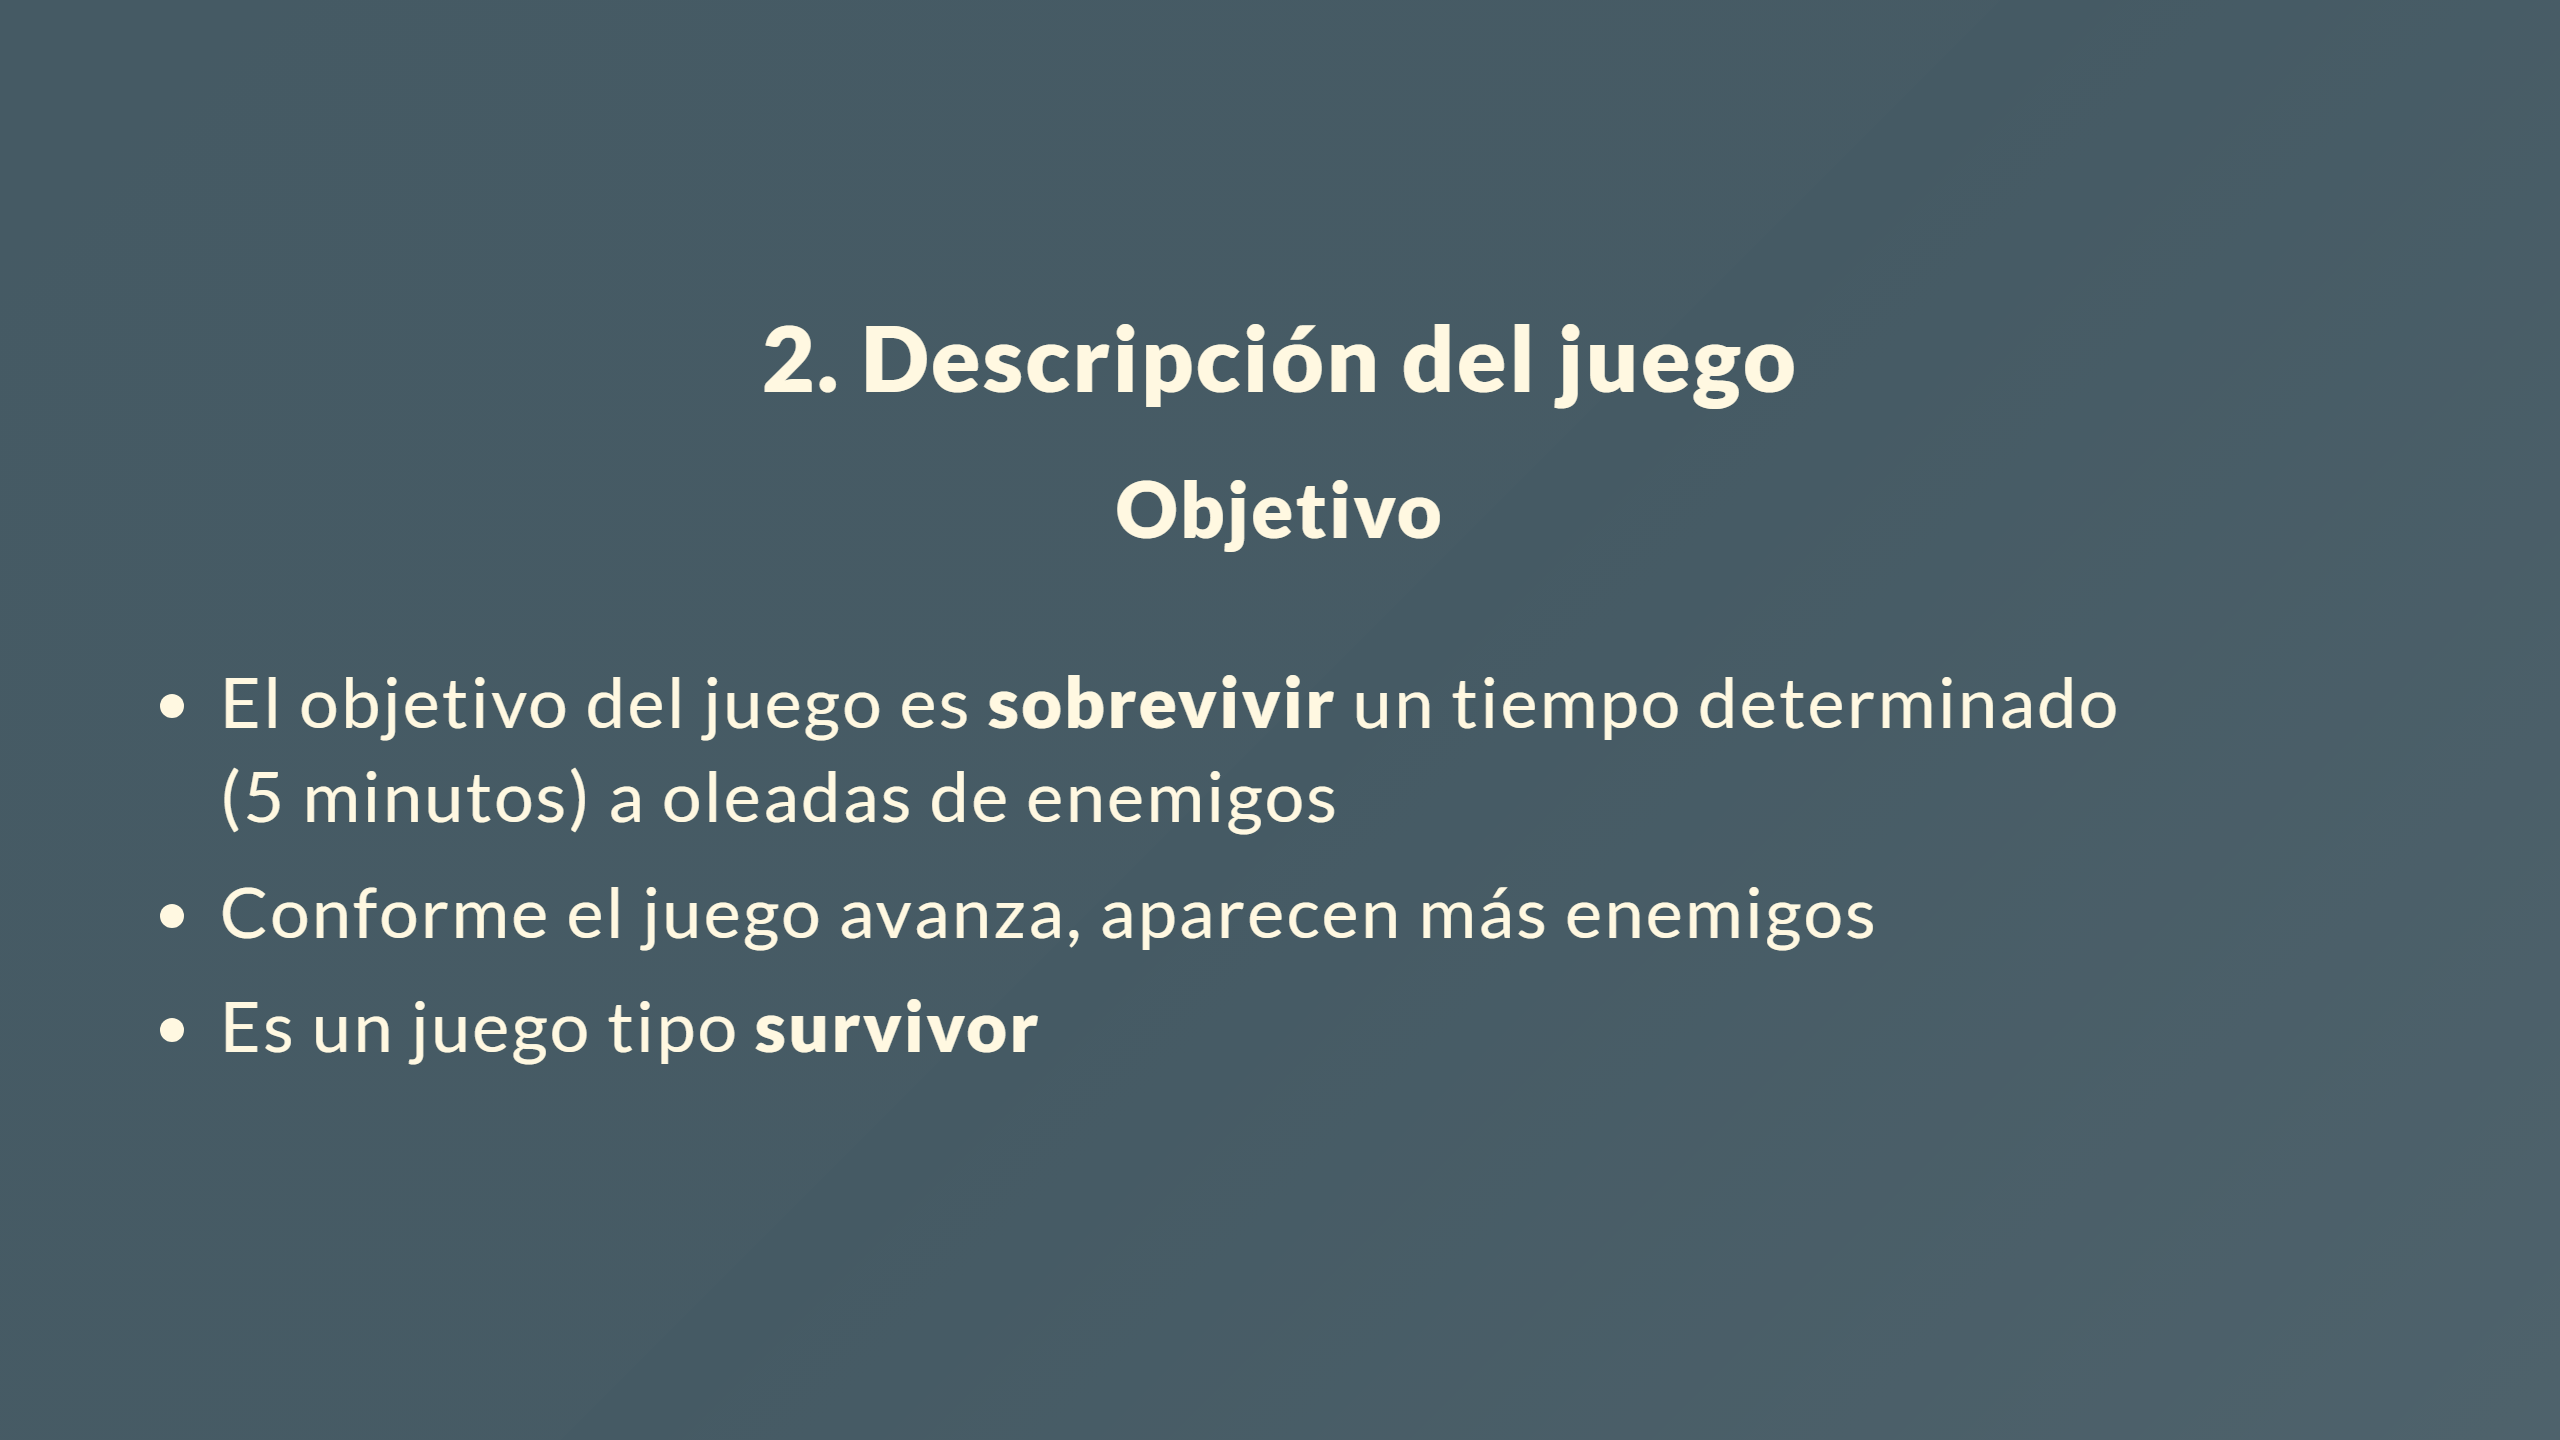 2. Descripción del juego
Objetivo
• El objetivo del juego es sobrevivir un tiempo determinado
(5 minutos) a oleadas de enemigos
• Conforme el juego avanza, aparecen más enemigos
• Es un juego tipo survivor